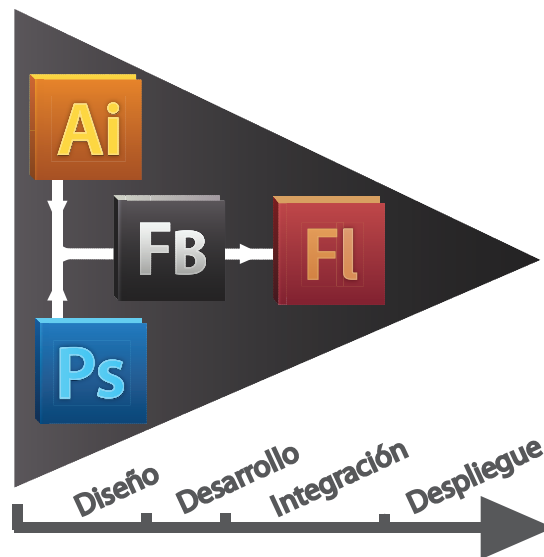 Ai
FB
Fl
Ps
Diseño
Desarrollo
Integración
Despliegue